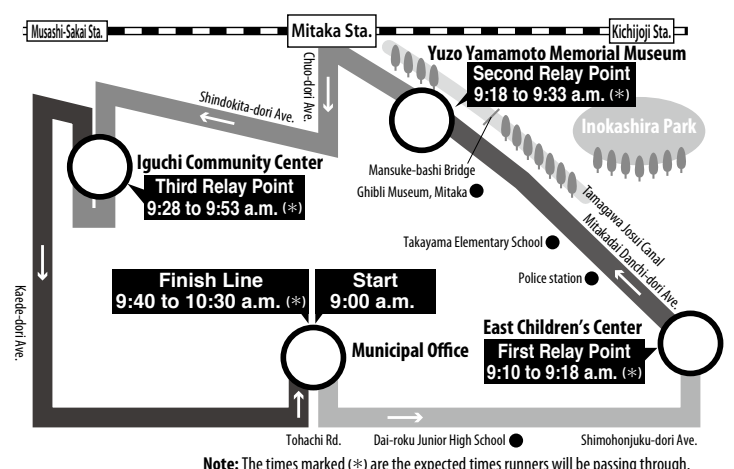 Musashi-Sakai Sta.
Mitaka Sta.
Kichijoji Sta.
Yuzo Yamamoto Memorial Museum
Second Relay Point
9:18 to 9:33 a.m. (*)
Chuo-dori Ave.
Shindokita-dori Ave.
Inokashira Park
Iguchi Community Center
Third Relay Point
9:28 to 9:53 a.m. (*)
Mansuke-bashi Bridge
Ghibli Museum, Mitaka
Tamagawa Josui Canal
Mitakadai Danchi-dori Ave.
Takayama Elementary School
Police station
Kaede-dori Ave.
Finish Line
9:40 to 10:30 a.m. (*)
Start
9:00 a.m.
Municipal Office
East Children's Center
First Relay Point
9:10 to 9:18 a.m. (*)
Tohachi Rd.
Dai-roku Junior High School
Shimohonjuku-dori Ave.
Note: The times marked (*) are the expected times runners will be passing through.